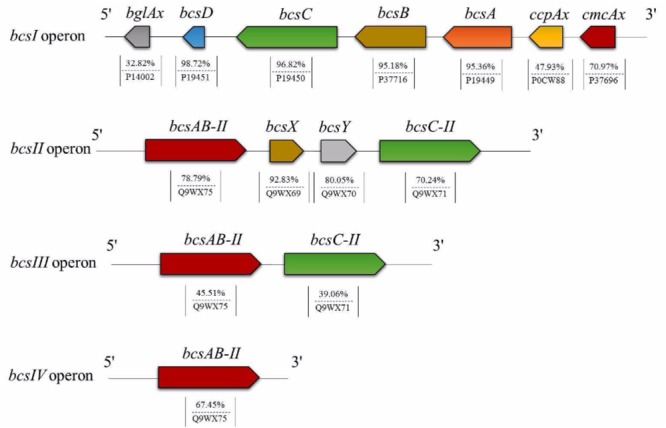 5' bglAx bcsD bcsC bcsB bcsA ccpAx cmcAx 3'
bcsI operon
32.82% 98.72% 96.82% 95.18% 95.36% 47.93% 70.97%
P14002 P19451 P19450 P37716 P19449 P0CW88 P37696
5' bcsAB-II bcsX bcsY bcsC-II 3'
bcsII operon
78.79% 92.83% 80.05% 70.24%
Q9WX75 Q9WX69 Q9WX70 Q9WX71
5' bcsAB-II bcsC-II 3'
bcsIII operon
45.51% 39.06%
Q9WX75 Q9WX71
5' bcsAB-II 3'
bcsIV operon
67.45%
Q9WX75